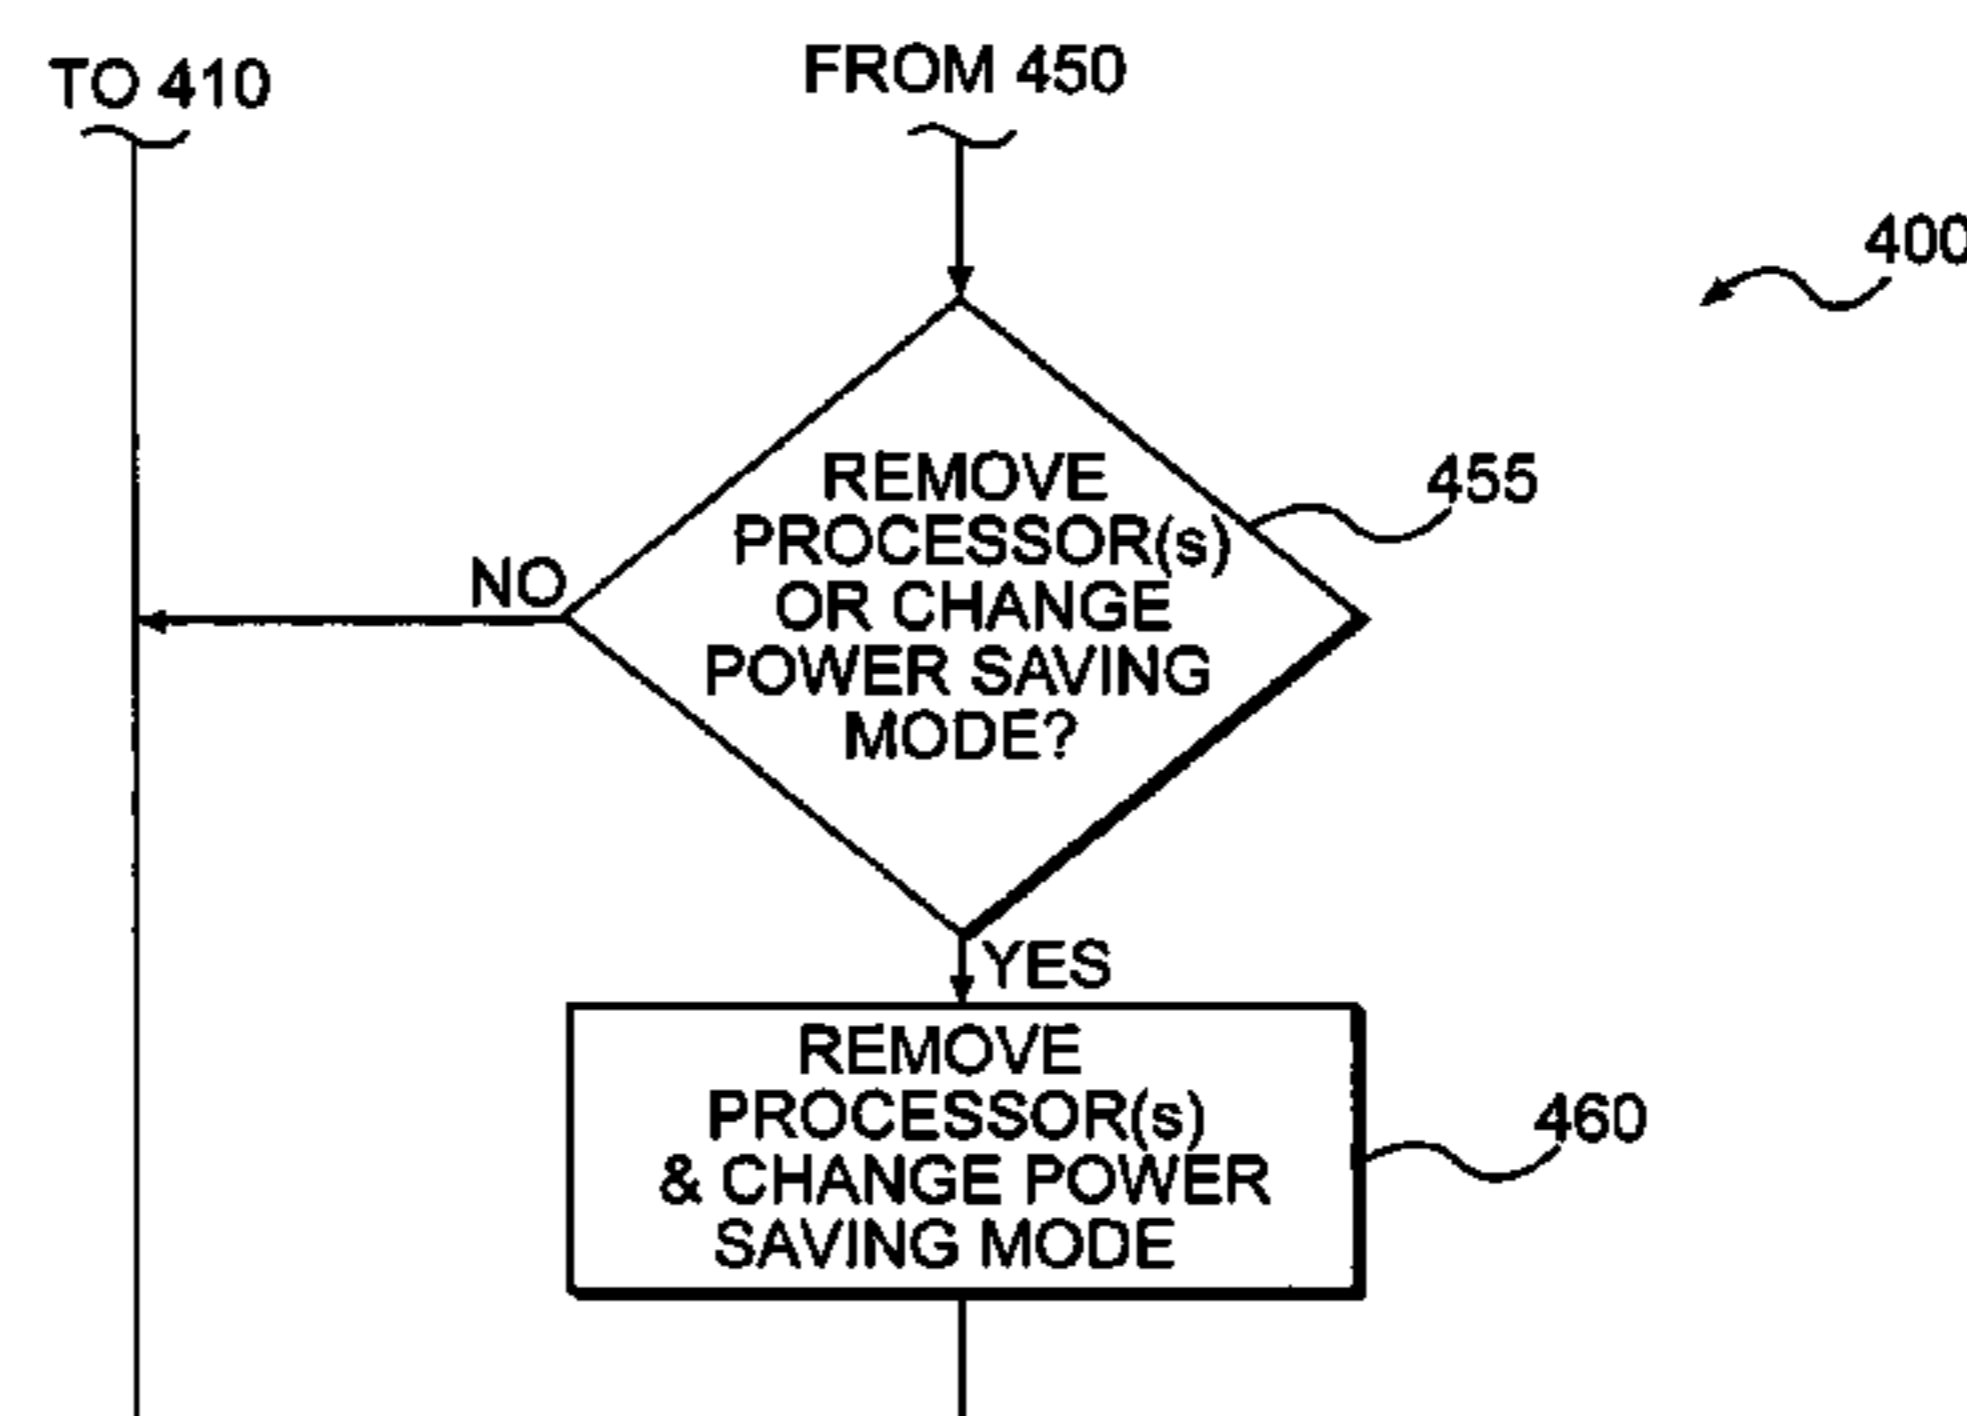 TO 410
FROM 450
400
REMOVE
PROCESSOR(s)
OR CHANGE
POWER SAVING
MODE?
455
NO
YES
REMOVE
PROCESSOR(s)
& CHANGE POWER
SAVING MODE
460